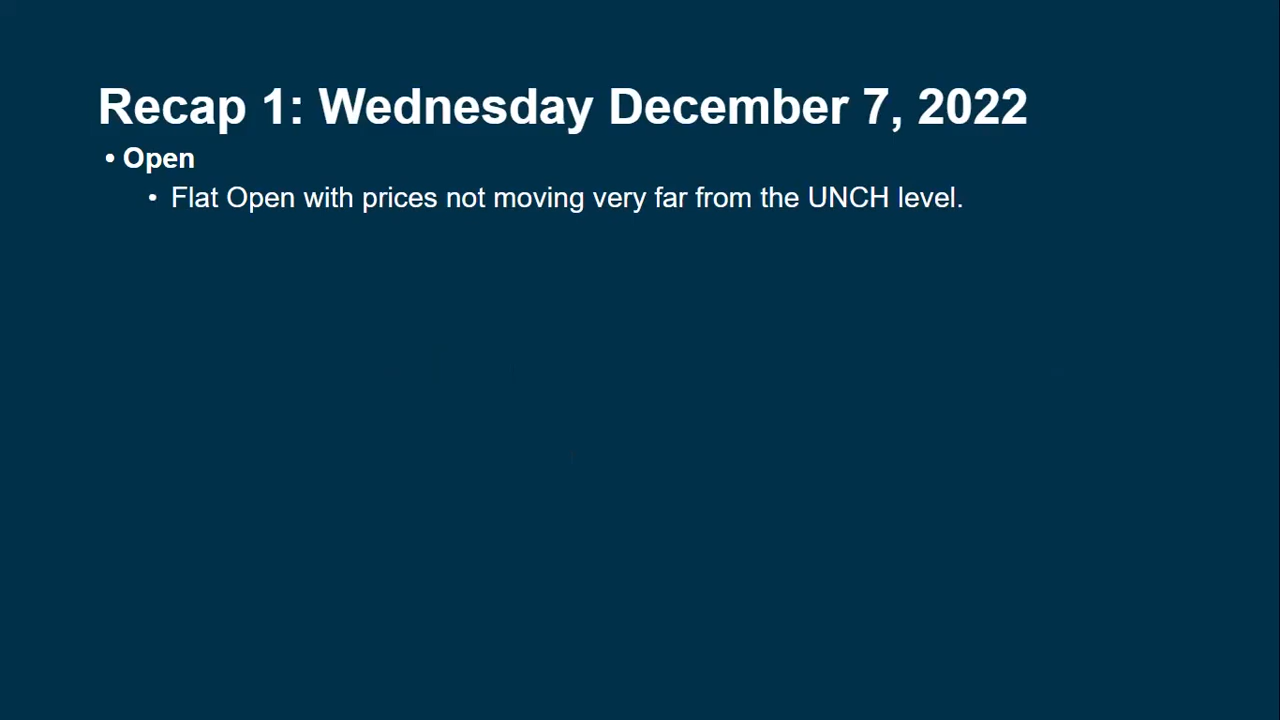 Recap 1: Wednesday December 7, 2022
• Open
• Flat Open with prices not moving very far from the UNCH level.